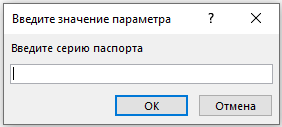 Введите значение параметра ? ×
Введите серию паспорта
ОК Отмена